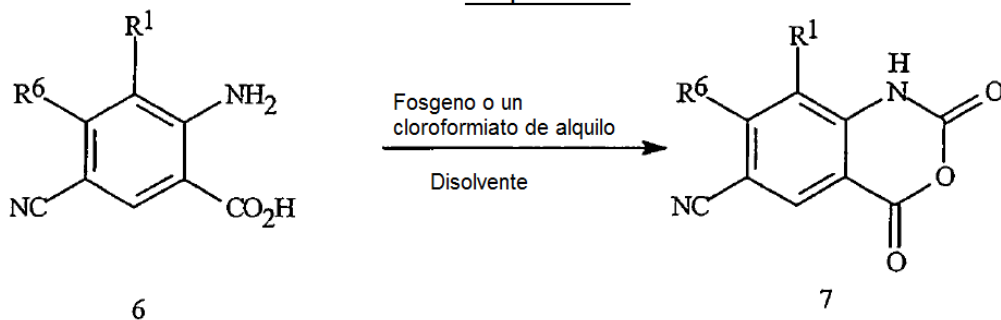 R1
R6
NH2
NC
CO2H
6
Fosgeno o un
cloroformiato de alquilo
Disolvente
R1
R6
H
N
O
O
NC
O
7